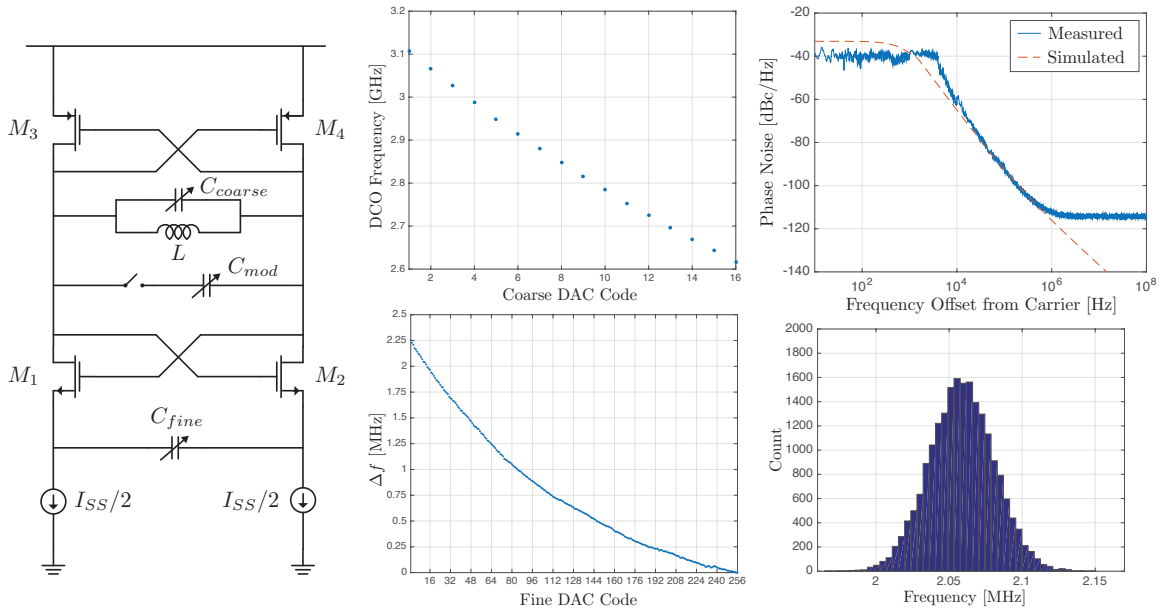 M3
M4
Ccoarse
L
Cmod
M1
M2
Cfine
ISS/2
ISS/2
DCO Frequency [GHz]
3.1
3.2
3
2.9
2.8
2.7
2.6
2 4 6 8 10 12 14 16
Coarse DAC Code
Phase Noise [dBc/Hz]
-20
-40
-60
-80
-100
-120
-140
Measured
Simulated
10^2 10^4 10^6 10^8
Frequency Offset from Carrier [Hz]
Δf [MHz]
2.5
2.25
2
1.75
1.5
1.25
1
0.75
0.5
0.25
0
16 32 48 64 80 96 112 128 144 160 176 192 208 224 240 256
Fine DAC Code
Count
2000
1800
1600
1400
1200
1000
800
600
400
200
0
2 2.05 2.1 2.15
Frequency [MHz]